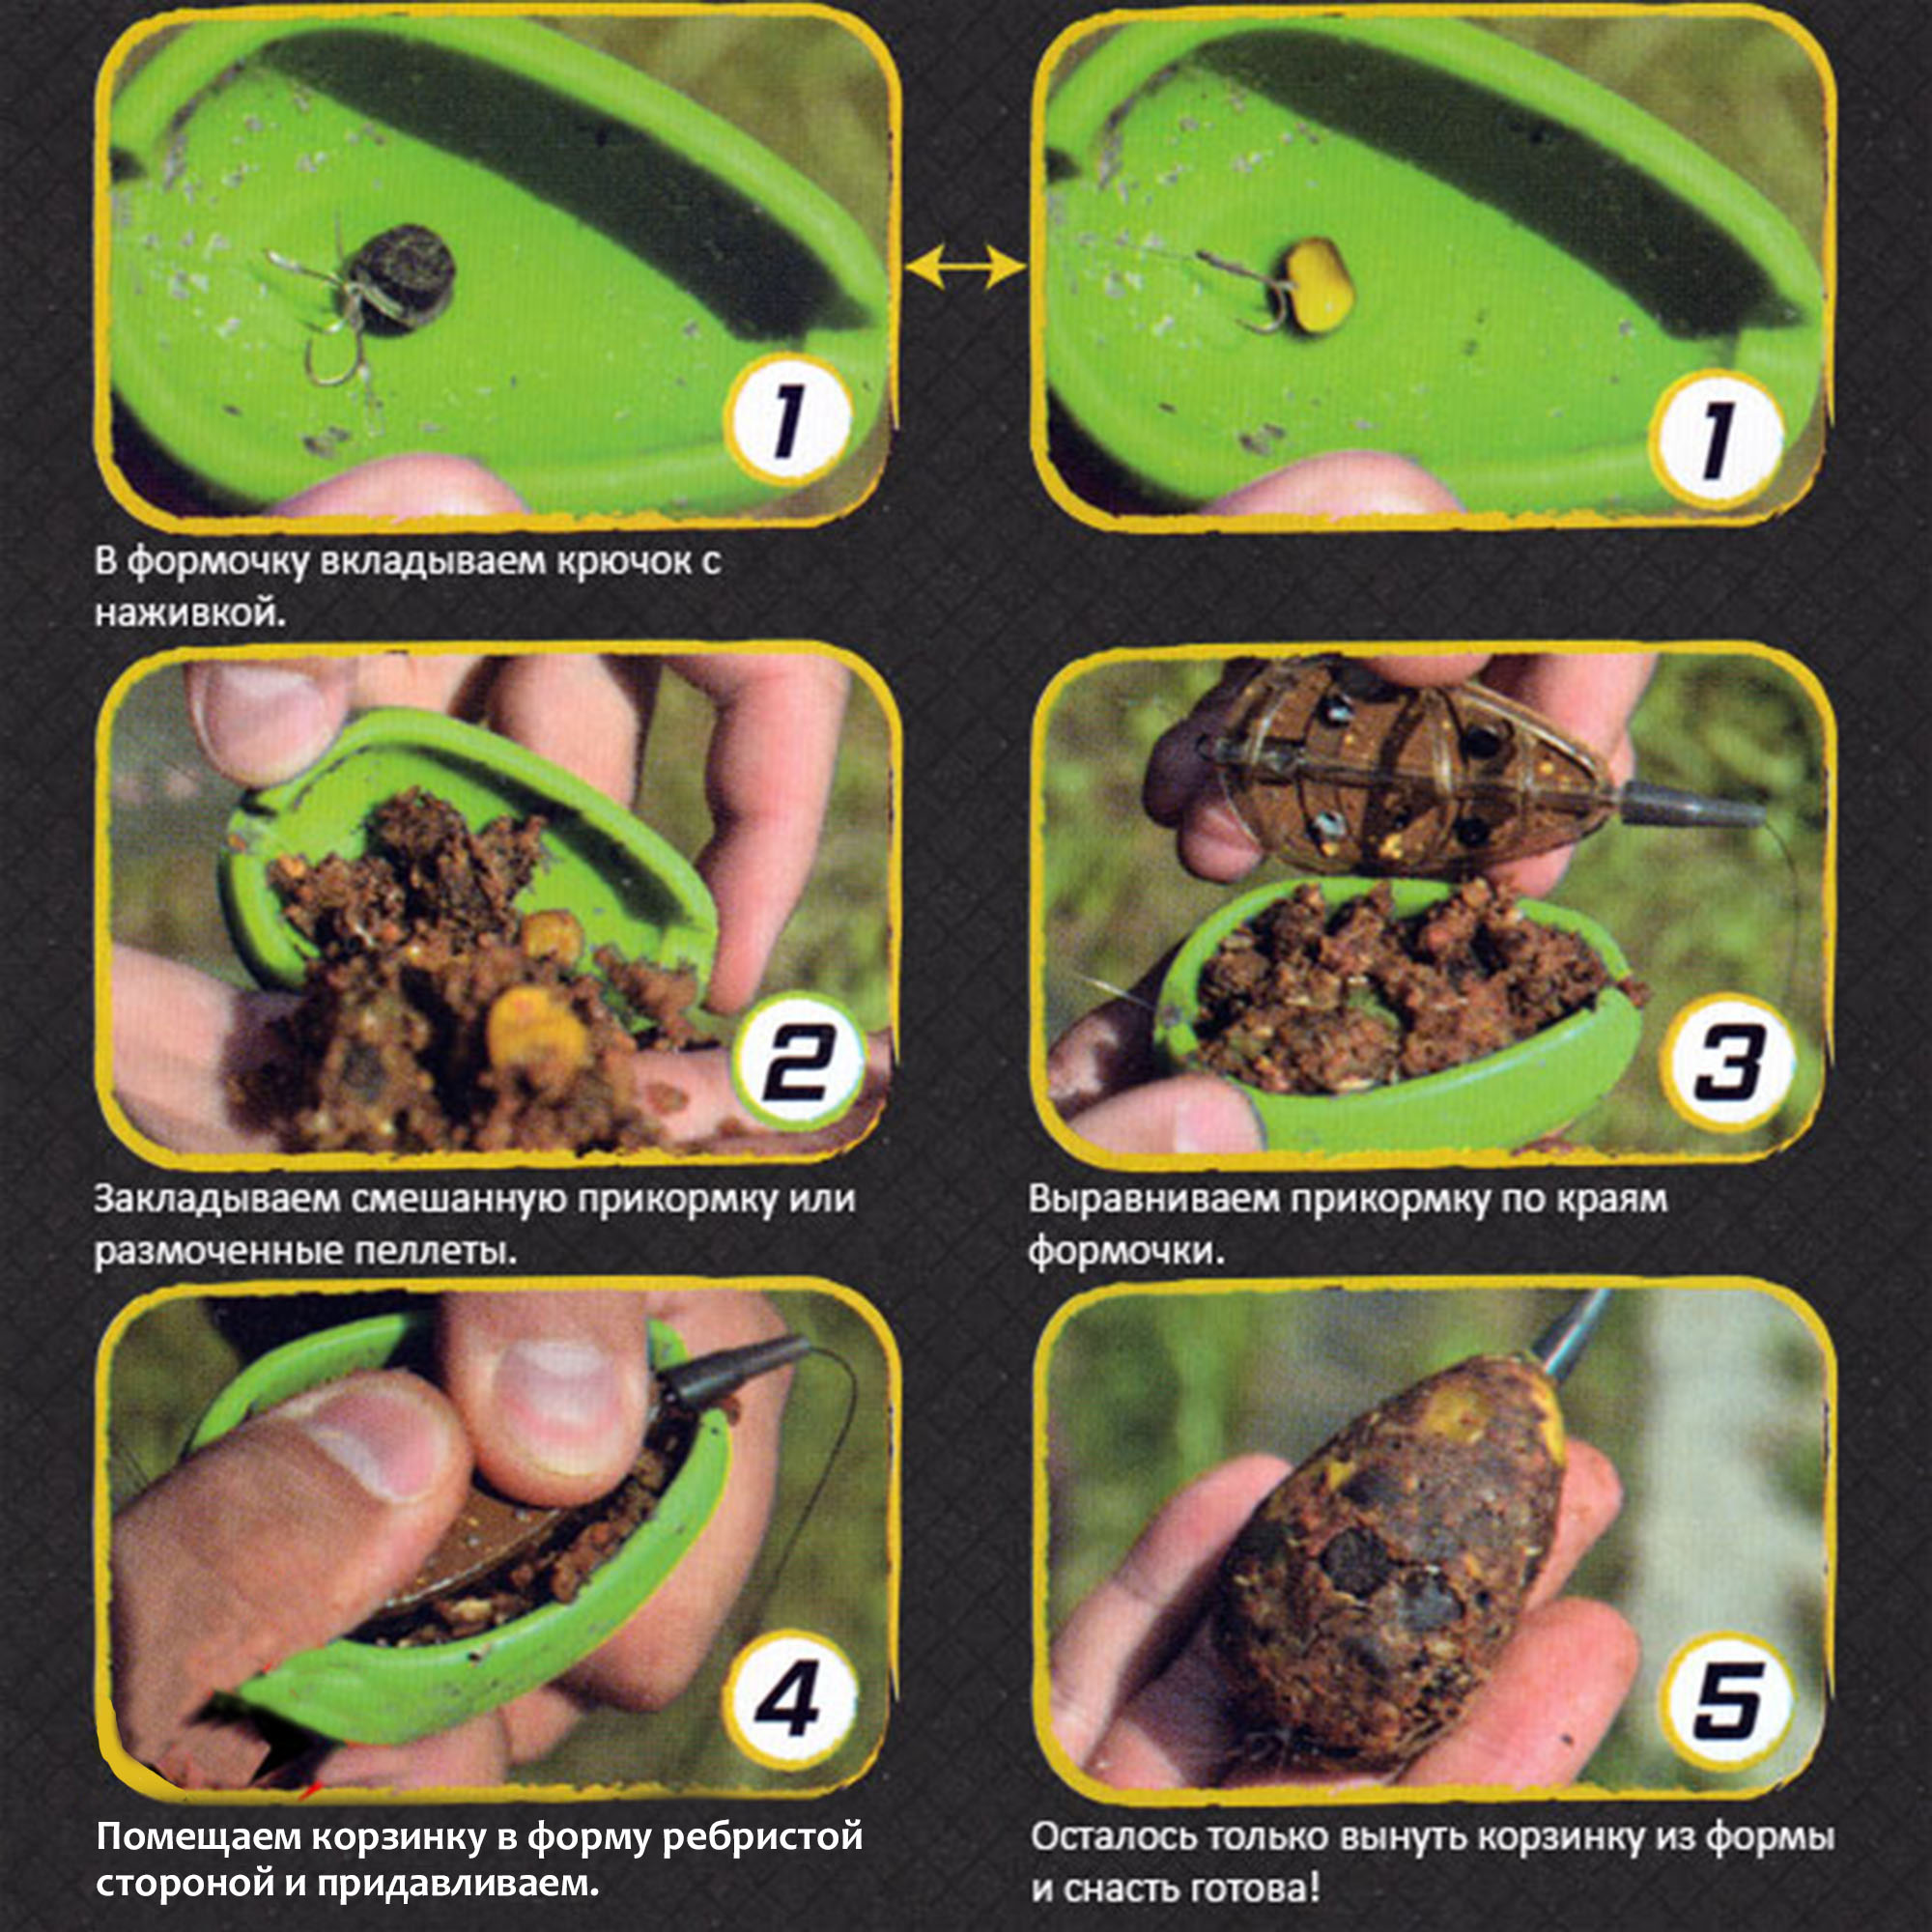 1
1
В формочку вкладываем крючок с
наживкой.
2
3
Закладываем смешанную прикормку или
размоченные пеллеты.
Выравниваем прикормку по краям
формочки.
4
5
Помещаем корзинку в форму ребристой
стороной и придавливаем.
Осталось только вынуть корзинку из формы
и снасть готова!